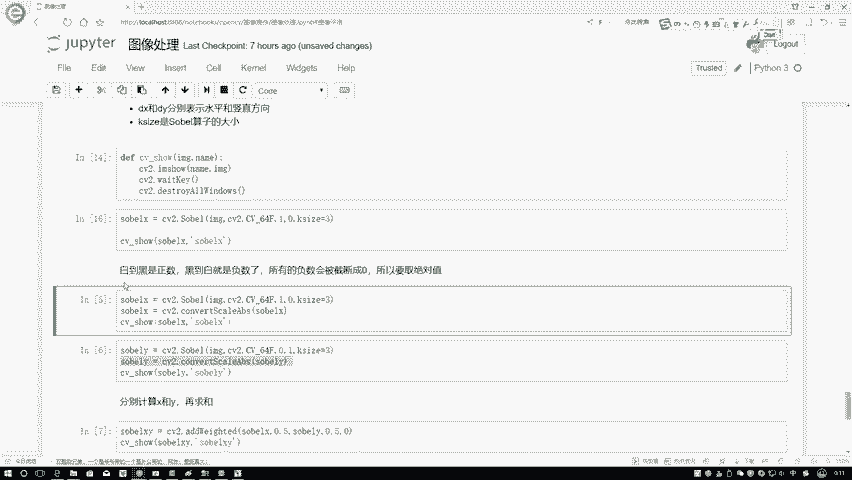 图像处理
jupyter 图像处理 Last Checkpoint: 7 hours ago (unsaved changes)
Logout
File Edit View Insert Cell Kernel Widgets Help
Trusted Python 3
Code
dx和dy分别表示水平和竖直方向
ksize是Sobel算子的大小
In [14]: def cv_show(img,name):
cv2.imshow(name,img)
cv2.waitKey()
cv2.destroyAllWindows()
In [16]: sobelx = cv2.Sobel(img,cv2.CV_64F,1,0,ksize=3)
cv_show(sobelx,'sobelx')
白到黑是正数，黑到白就是负数了，所有的负数会被截断成0，所以要取绝对值
In [5]: sobelx = cv2.Sobel(img,cv2.CV_64F,1,0,ksize=3)
sobelx = cv2.convertScaleAbs(sobelx)
cv_show(sobelx,'sobelx')
In [6]: sobely = cv2.Sobel(img,cv2.CV_64F,0,1,ksize=3)
sobely = cv2.convertScaleAbs(sobely)
cv_show(sobely,'sobely')
分别计算x和y，再求和
In [7]: sobelxy = cv2.addWeighted(sobelx,0.5,sobely,0.5,0)
cv_show(sobelxy,'sobelxy')